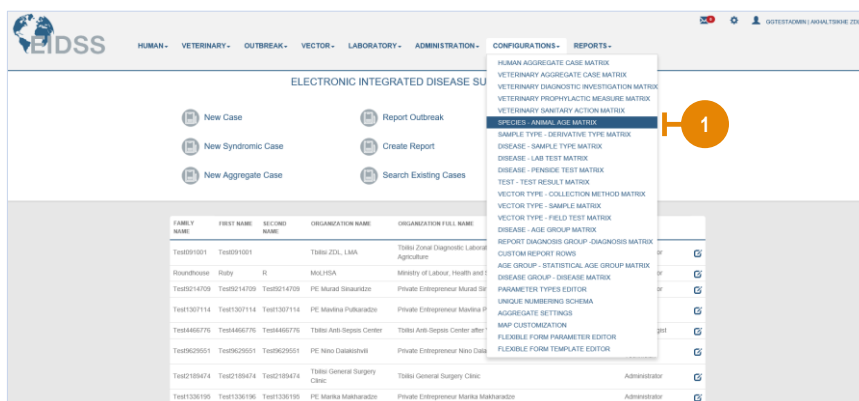 0
GGTESTADMIN | AKHALTSIKHE ZDL
EIDSS
HUMAN VETERINARY OUTBREAK VECTOR LABORATORY ADMINISTRATION CONFIGURATIONS REPORTS
ELECTRONIC INTEGRATED DISEASE SU
New Case
Report Outbreak
New Syndromic Case
Create Report
New Aggregate Case
Search Existing Cases
HUMAN AGGREGATE CASE MATRIX
VETERINARY AGGREGATE CASE MATRIX
VETERINARY DIAGNOSTIC INVESTIGATION MATRIX
VETERINARY PROPHYLACTIC MEASURE MATRIX
VETERINARY SANITARY ACTION MATRIX
SPECIES - ANIMAL AGE MATRIX
SAMPLE TYPE - DERIVATIVE TYPE MATRIX
DISEASE - SAMPLE TYPE MATRIX
DISEASE - LAB TEST MATRIX
DISEASE - PENSIDE TEST MATRIX
TEST - TEST RESULT MATRIX
VECTOR TYPE - COLLECTION METHOD MATRIX
VECTOR TYPE - SAMPLE MATRIX
VECTOR TYPE - FIELD TEST MATRIX
DISEASE - AGE GROUP MATRIX
REPORT DIAGNOSIS GROUP -DIAGNOSIS MATRIX
CUSTOM REPORT ROWS
AGE GROUP - STATISTICAL AGE GROUP MATRIX
DISEASE GROUP - DISEASE MATRIX
PARAMETER TYPES EDITOR
UNIQUE NUMBERING SCHEMA
AGGREGATE SETTINGS
MAP CUSTOMIZATION
FLEXIBLE FORM PARAMETER EDITOR
FLEXIBLE FORM TEMPLATE EDITOR
1
FAMILY NAME FIRST NAME SECOND NAME ORGANIZATION NAME ORGANIZATION FULL NAME
Test091001 Test091001 Tbilisi ZDL, LMA Tbilisi Zonal Diagnostic Laborat
Agriculture
Roundhouse Ruby R MoLHSA Ministry of Labour, Health and S
Test9214709 Test9214709 Test9214709 PE Murad Sinauridze Private Entrepreneur Murad Sin
Test1307114 Test1307114 Test1307114 PE Mavlina Putkaradze Private Entrepreneur Mavlina P
Test4466776 Test4466776 Test4466776 Tbilisi Anti-Sepsis Center Tbilisi Anti-Sepsis Center after
Test9629551 Test9629551 Test9629551 PE Nino Dalakishvili Private Entrepreneur Nino Dala
Test2189474 Test2189474 Test2189474 Tbilisi General Surgery
Clinic Tbilisi General Surgery Clinic Administrator
Test1336195 Test1336196 Test1336195 PE Marika Makharadze Private Entrepreneur Marika Makharadze Administrator